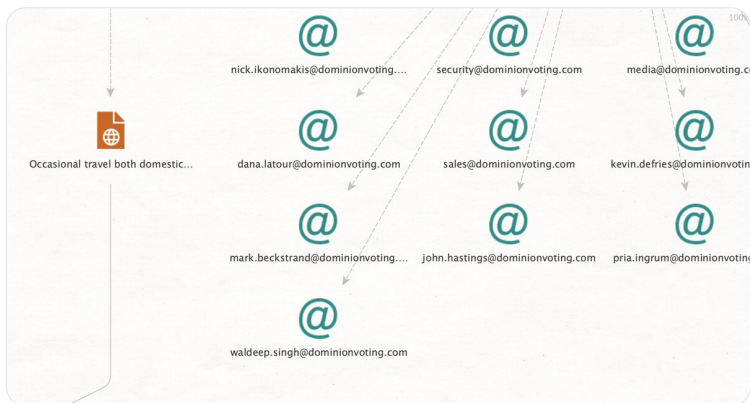 100%
nick.ikonomakis@dominionvoting.…
security@dominionvoting.com
media@dominionvoting.co
Occasional travel both domestic…
dana.latour@dominionvoting.com
sales@dominionvoting.com
kevin.defries@dominionvotin
mark.beckstrand@dominionvoting.…
john.hastings@dominionvoting.com
pria.ingrum@dominionvoting
waldeep.singh@dominionvoting.com